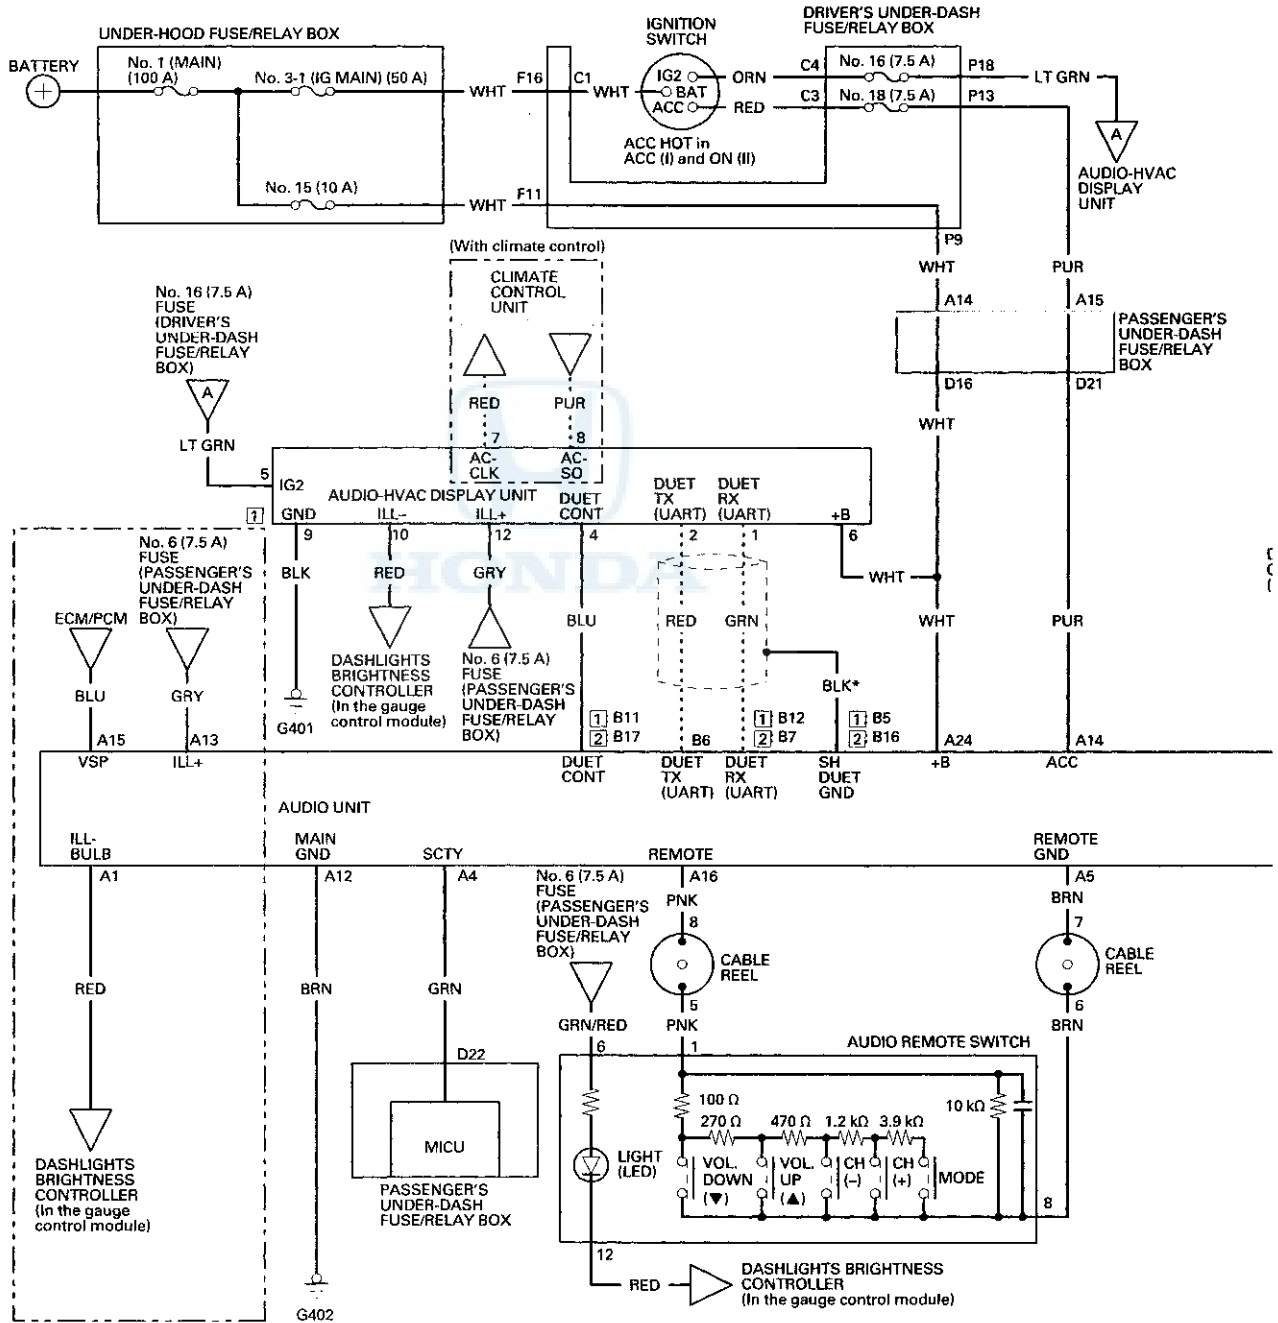 UNDER-HOOD FUSE/RELAY BOX
BATTERY
No. 1 (MAIN)
(100 A)
No. 3-1 (IG MAIN) (50 A)
No. 15 (10 A)
WHT
F16
C1
WHT
IGNITION
SWITCH
IG2
BAT
ACC
ACC HOT in
ACC (I) and ON (II)
ORN
RED
C4
C3
DRIVER'S UNDER-DASH
FUSE/RELAY BOX
No. 16 (7.5 A)
No. 18 (7.5 A)
P18
P13
LT GRN
A
AUDIO-HVAC
DISPLAY
UNIT
WHT
F11
P9
WHT
PUR
A14
A15
PASSENGER'S
UNDER-DASH
FUSE/RELAY
BOX
D16
D21
WHT
(With climate control)
CLIMATE
CONTROL
UNIT
RED
PUR
7
8
AC-
CLK
AC-
SO
No. 16 (7.5 A)
FUSE
(DRIVER'S
UNDER-DASH
FUSE/RELAY
BOX)
A
LT GRN
5
IG2
AUDIO-HVAC DISPLAY UNIT
1
GND
ILL-
ILL+
DUET
CONT
DUET
TX
(UART)
DUET
RX
(UART)
+B
9
10
12
4
2
1
6
HONDA
BLK
RED
GRY
BLU
RED
GRN
WHT
WHT
PUR
BLK*
G401
DASHLIGHTS
BRIGHTNESS
CONTROLLER
(In the gauge
control module)
No. 6 (7.5 A)
FUSE
(PASSENGER'S
UNDER-DASH
FUSE/RELAY
BOX)
No. 6 (7.5 A)
FUSE
(PASSENGER'S
UNDER-DASH
FUSE/RELAY
BOX)
ECM/PCM
BLU
GRY
A15
A13
1 B11
2 B17
B6
1 B12
2 B7
1 B5
2 B16
A24
A14
VSP
ILL+
DUET
CONT
DUET
TX
(UART)
DUET
RX
(UART)
SH
DUET
GND
+B
ACC
AUDIO UNIT
ILL-
BULB
MAIN
GND
SCTY
REMOTE
REMOTE
GND
A1
A12
A4
A16
A5
RED
BRN
GRN
PNK
BRN
No. 6 (7.5 A)
FUSE
(PASSENGER'S
UNDER-DASH
FUSE/RELAY
BOX)
8
CABLE
REEL
5
PNK
1
7
CABLE
REEL
6
BRN
GRN/RED
6
AUDIO REMOTE SWITCH
D22
MICU
PASSENGER'S
UNDER-DASH
FUSE/RELAY BOX
100 Ω
270 Ω
470 Ω
1.2 kΩ
3.9 kΩ
10 kΩ
LIGHT
(LED)
VOL.
DOWN
(▼)
VOL.
UP
(▲)
CH
(−)
CH
(+)
MODE
8
12
RED
DASHLIGHTS BRIGHTNESS
CONTROLLER
(In the gauge control module)
DASHLIGHTS
BRIGHTNESS
CONTROLLER
(In the gauge
control module)
G402